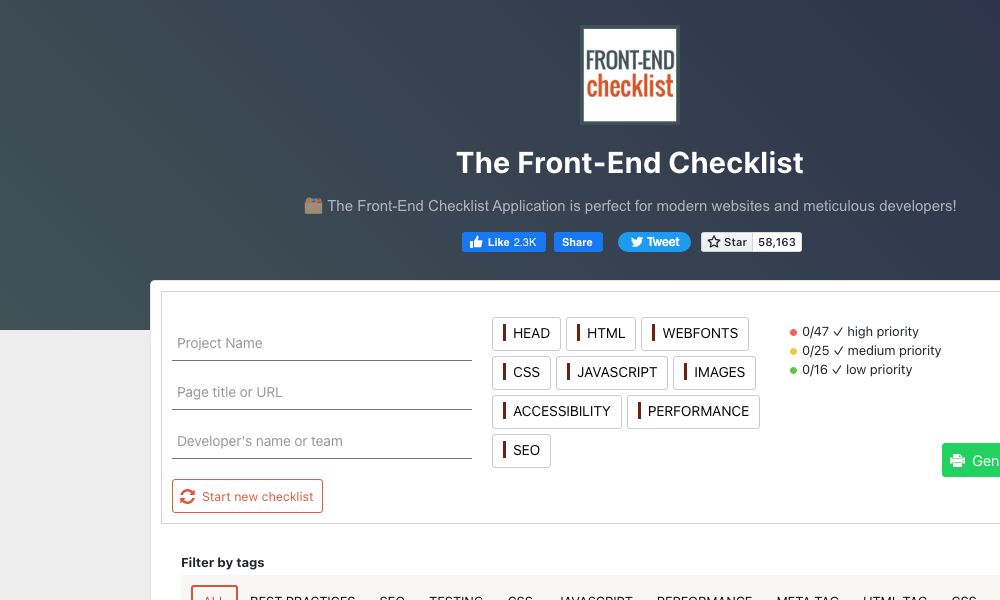 FRONT-END
checklist
The Front-End Checklist
The Front-End Checklist Application is perfect for modern websites and meticulous developers!
Like 2.3K Share Tweet Star 58,163
Project Name
Page title or URL
Developer's name or team
Start new checklist
HEAD HTML WEBFONTS
CSS JAVASCRIPT IMAGES
ACCESSIBILITY PERFORMANCE
SEO
0/47 ✓ high priority
0/25 ✓ medium priority
0/16 ✓ low priority
Gen
Filter by tags
ALL BEST PRACTICES SEO TESTING CSS JAVASCRIPT PERFORMANCE META TAG HTML TAG CSS